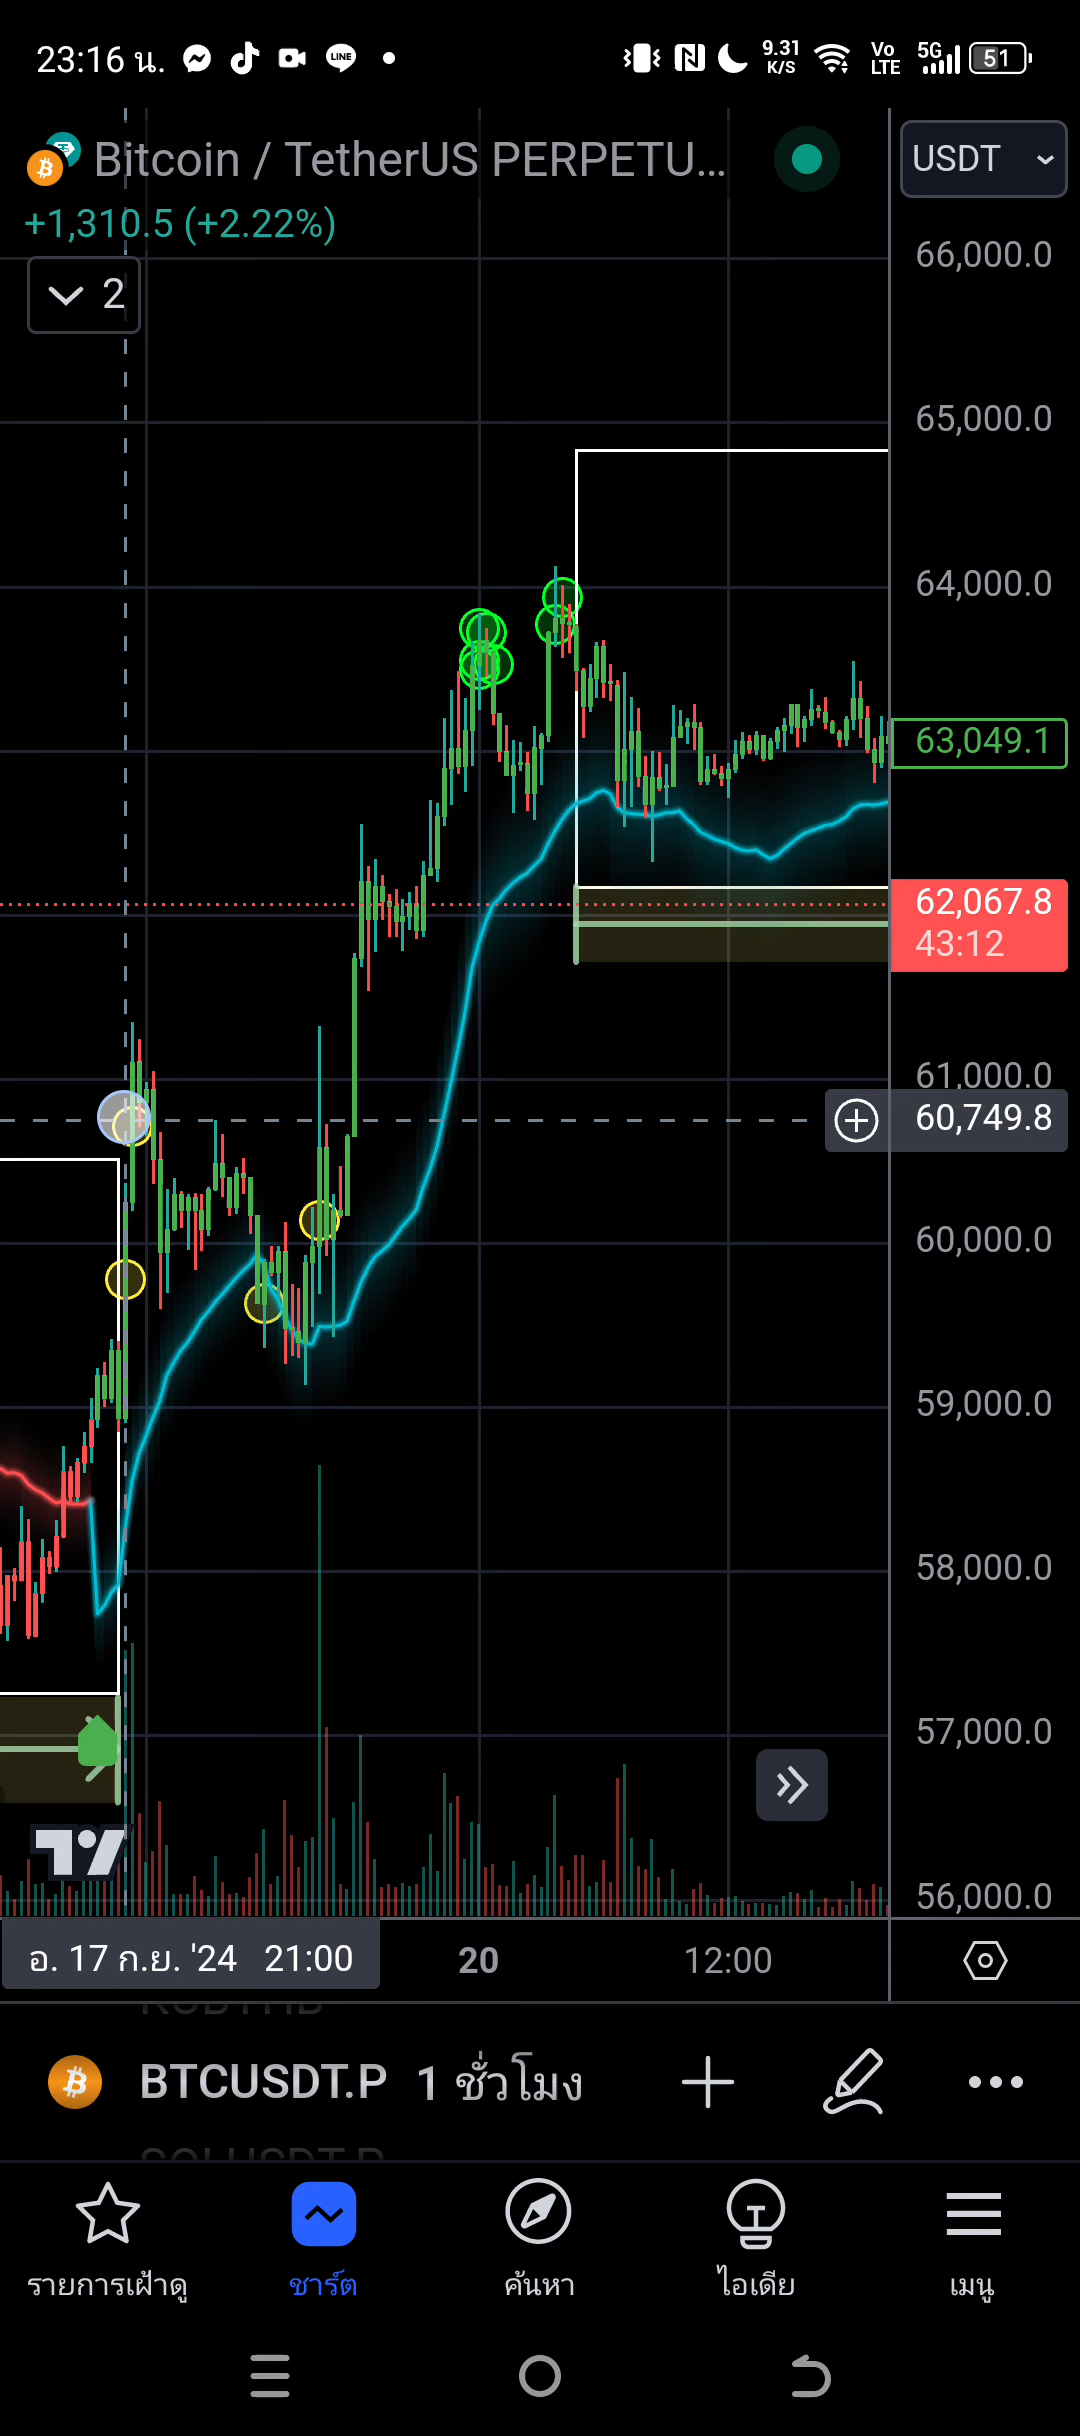 23:16 น. LINE 9.31 K/S Vo LTE 5G 51
Bitcoin / TetherUS PERPETU... USDT
+1,310.5 (+2.22%)
2
66,000.0
65,000.0
64,000.0
63,049.1
62,067.8
43:12
61,000.0
60,749.8
60,000.0
59,000.0
58,000.0
57,000.0
56,000.0
อ. 17 ก.ย. '24 21:00 20 12:00
BTCUSDT.P 1 ชั่วโมง
SOLUSDT.P
รายการเฝ้าดู ชาร์ต ค้นหา ไอเดีย เมนู